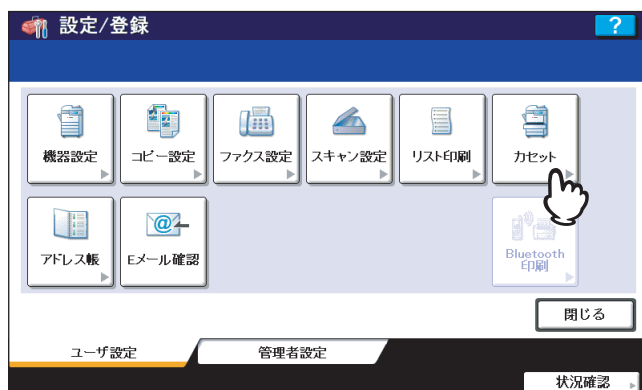 設定/登録
?
機器設定
コピー設定
ファクス設定
スキャン設定
リスト印刷
カセット
アドレス帳
@
Eメール確認
Bluetooth
印刷
閉じる
ユーザ設定
管理者設定
状況確認